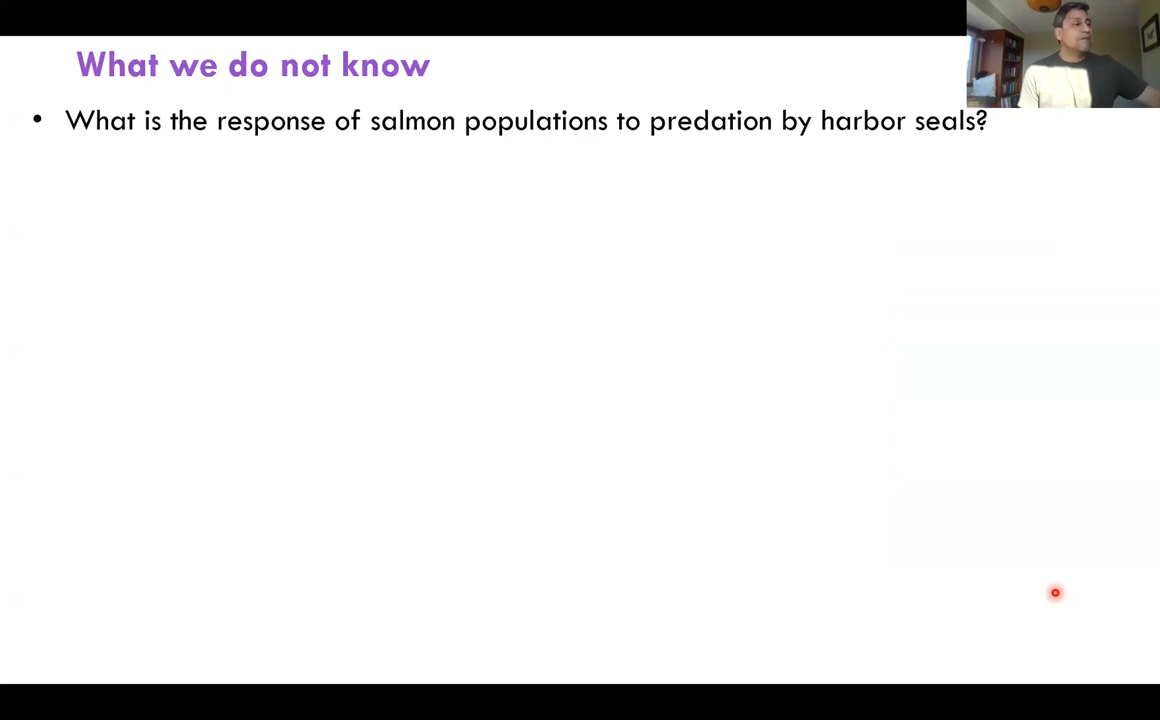 What we do not know
• What is the response of salmon populations to predation by harbor seals?